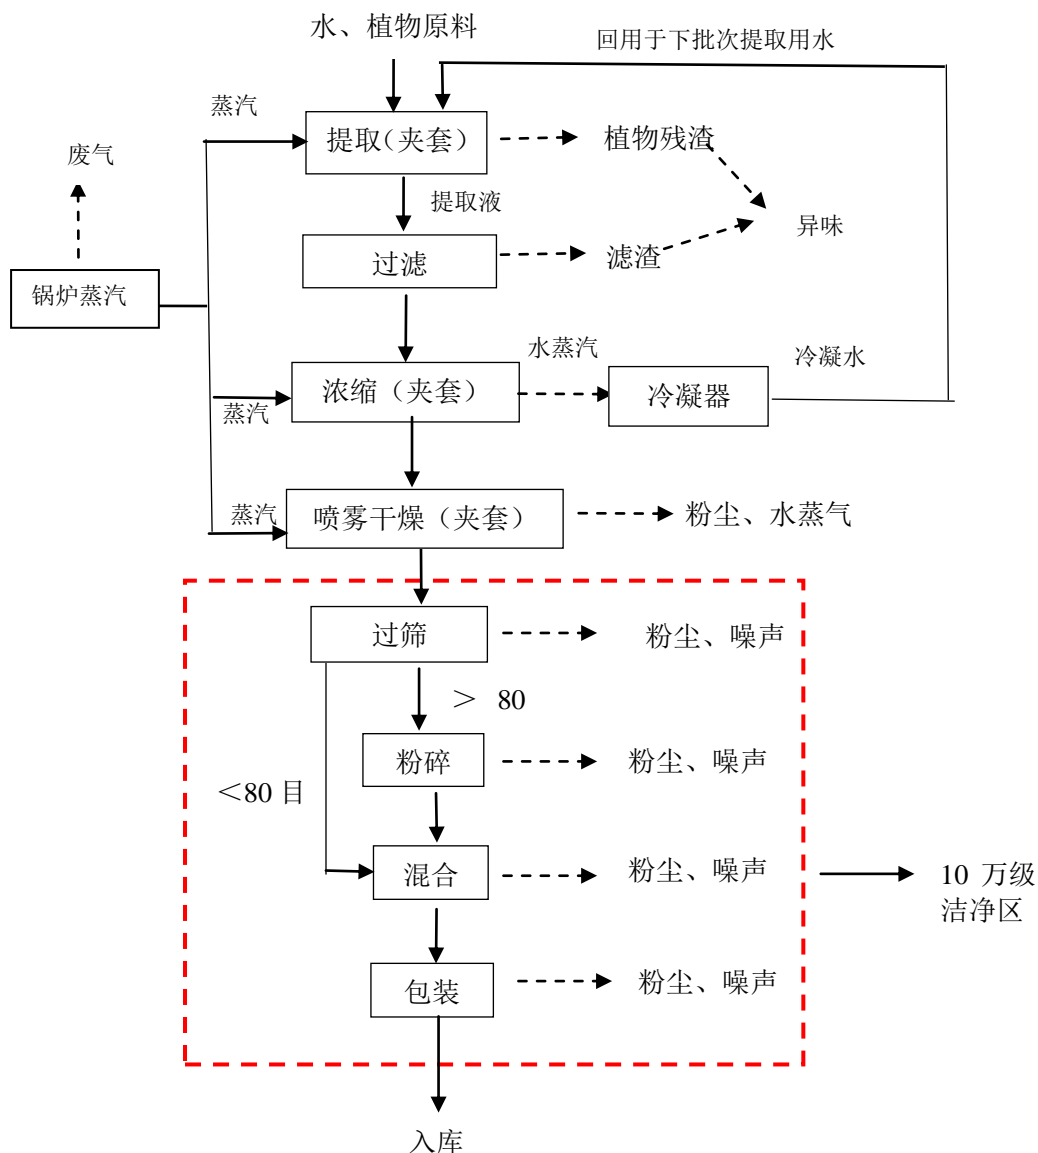 水、植物原料
回用于下批次提取用水
蒸汽
提取（夹套）
植物残渣
废气
提取液
异味
过滤
滤渣
锅炉蒸汽
水蒸汽
冷凝水
浓缩（夹套）
冷凝器
蒸汽
蒸汽
喷雾干燥（夹套）
粉尘、水蒸气
过筛
粉尘、噪声
＞ 80
粉碎
粉尘、噪声
＜80 目
混合
粉尘、噪声
10 万级
洁净区
包装
粉尘、噪声
入库